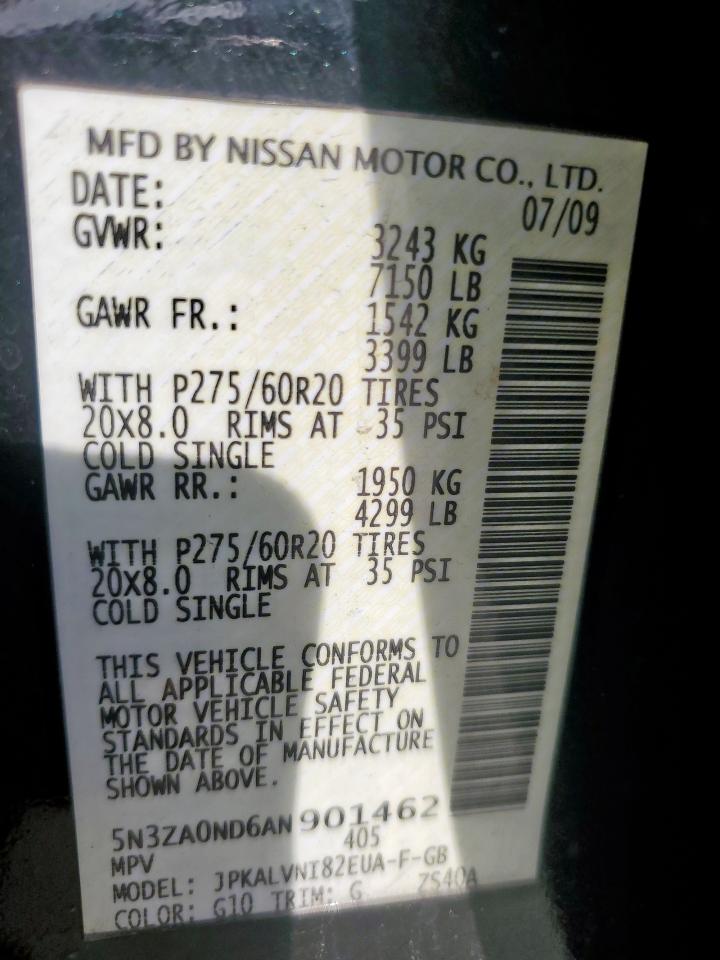 MFD BY NISSAN MOTOR CO., LTD.
DATE: 07/09
GVWR: 3243 KG
7150 LB
GAWR FR.: 1542 KG
3399 LB
WITH P275/60R20 TIRES
20X8.0 RIMS AT 35 PSI
COLD SINGLE
GAWR RR.: 1950 KG
4299 LB
WITH P275/60R20 TIRES
20X8.0 RIMS AT 35 PSI
COLD SINGLE
THIS VEHICLE CONFORMS TO
ALL APPLICABLE FEDERAL
MOTOR VEHICLE SAFETY
STANDARDS IN EFFECT ON
THE DATE OF MANUFACTURE
SHOWN ABOVE.
5N3ZA0ND6AN901462
MPV 405
MODEL: JPKALVNI82EUA-F-GB
COLOR: G10 TRIM: G ZS40A